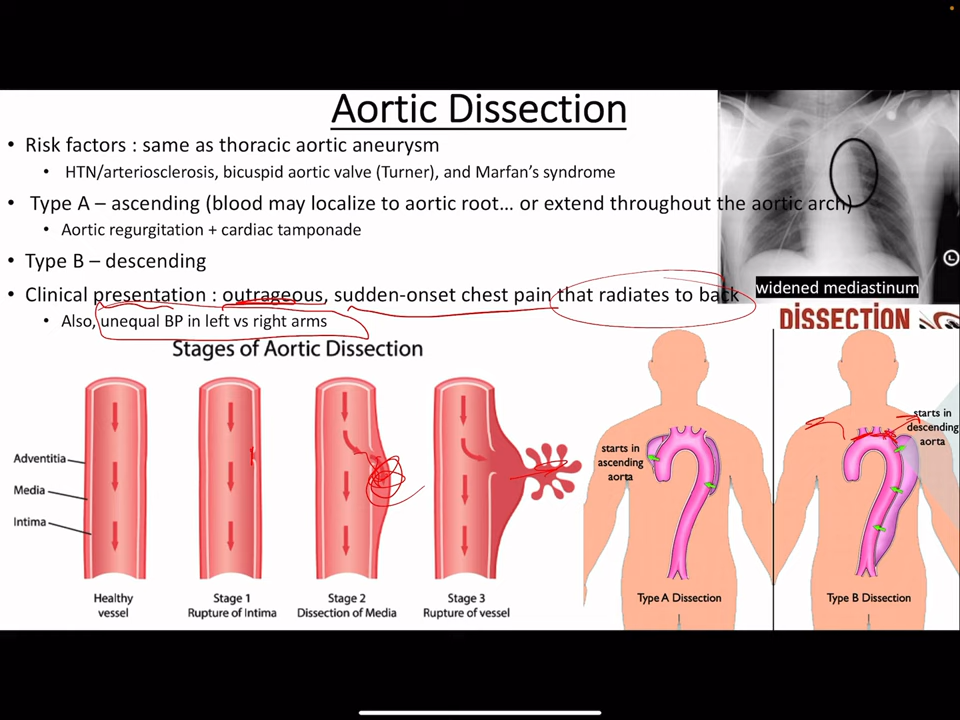 Aortic Dissection
• Risk factors : same as thoracic aortic aneurysm
• HTN/arteriosclerosis, bicuspid aortic valve (Turner), and Marfan's syndrome
• Type A – ascending (blood may localize to aortic root… or extend throughout the aortic arch)
• Aortic regurgitation + cardiac tamponade
• Type B – descending
• Clinical presentation : outrageous, sudden-onset chest pain that radiates to back
• Also, unequal BP in left vs right arms
widened mediastinum
L
DISSECTION
Stages of Aortic Dissection
Adventitia
Media
Intima
Healthy
vessel
Stage 1
Rupture of Intima
Stage 2
Dissection of Media
Stage 3
Rupture of vessel
starts in
ascending
aorta
Type A Dissection
starts in
descending
aorta
Type B Dissection